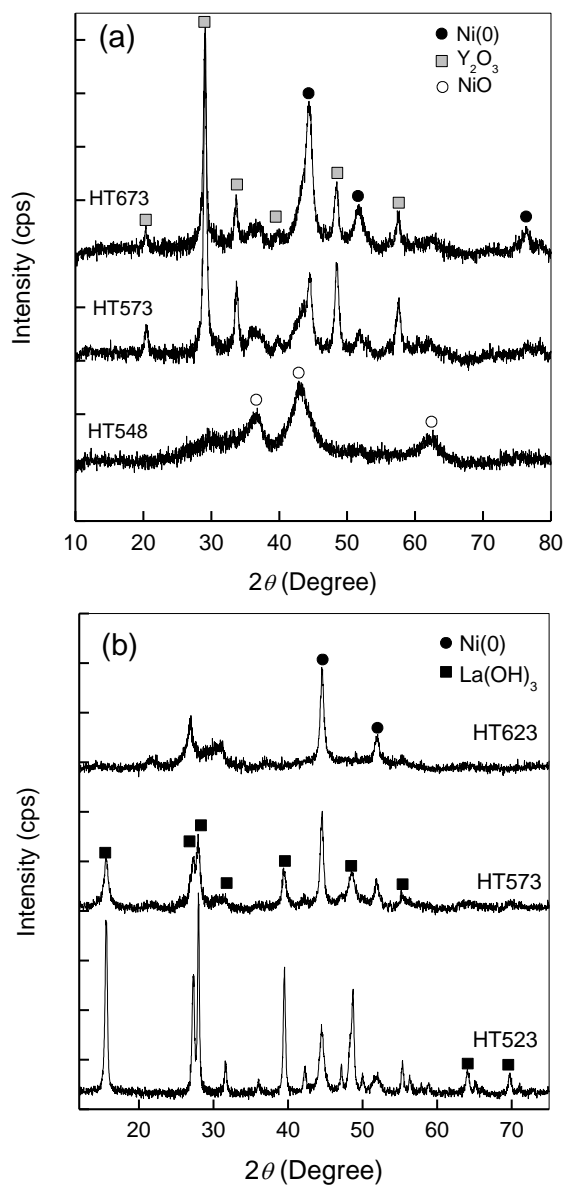 (a)
Ni(0)
Y2O3
NiO
HT673
HT573
HT548
Intensity (cps)
10 20 30 40 50 60 70 80
2θ (Degree)
(b)
Ni(0)
La(OH)3
HT623
HT573
HT523
Intensity (cps)
20 30 40 50 60 70
2θ (Degree)